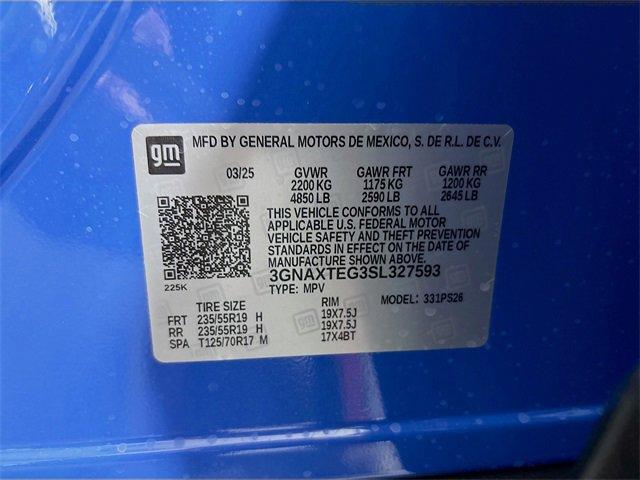 gm
MFD BY GENERAL MOTORS DE MEXICO, S. DE R.L. DE C.V.
03/25 GVWR GAWR FRT GAWR RR
2200 KG 1175 KG 1200 KG
4850 LB 2590 LB 2645 LB
THIS VEHICLE CONFORMS TO ALL
APPLICABLE U.S. FEDERAL MOTOR
VEHICLE SAFETY AND THEFT PREVENTION
STANDARDS IN EFFECT ON THE DATE OF
MANUFACTURE SHOWN ABOVE.
3GNAXTEG3SL327593
225K
TYPE: MPV MODEL: 331PS26
TIRE SIZE RIM
FRT 235/55R19 H 19X7.5J
RR 235/55R19 H 19X7.5J
SPA T125/70R17 M 17X4BT